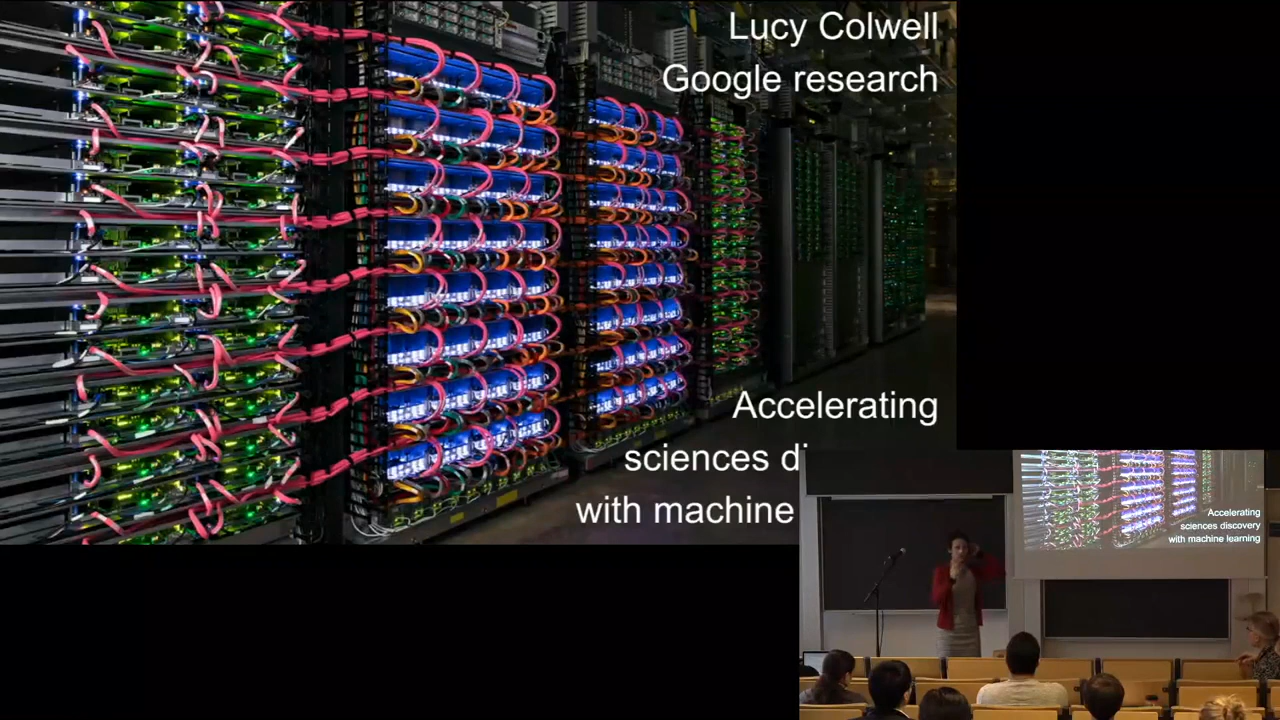 Lucy Colwell
Google research
Accelerating
sciences di
with machine
Accelerating
sciences discovery
with machine learning